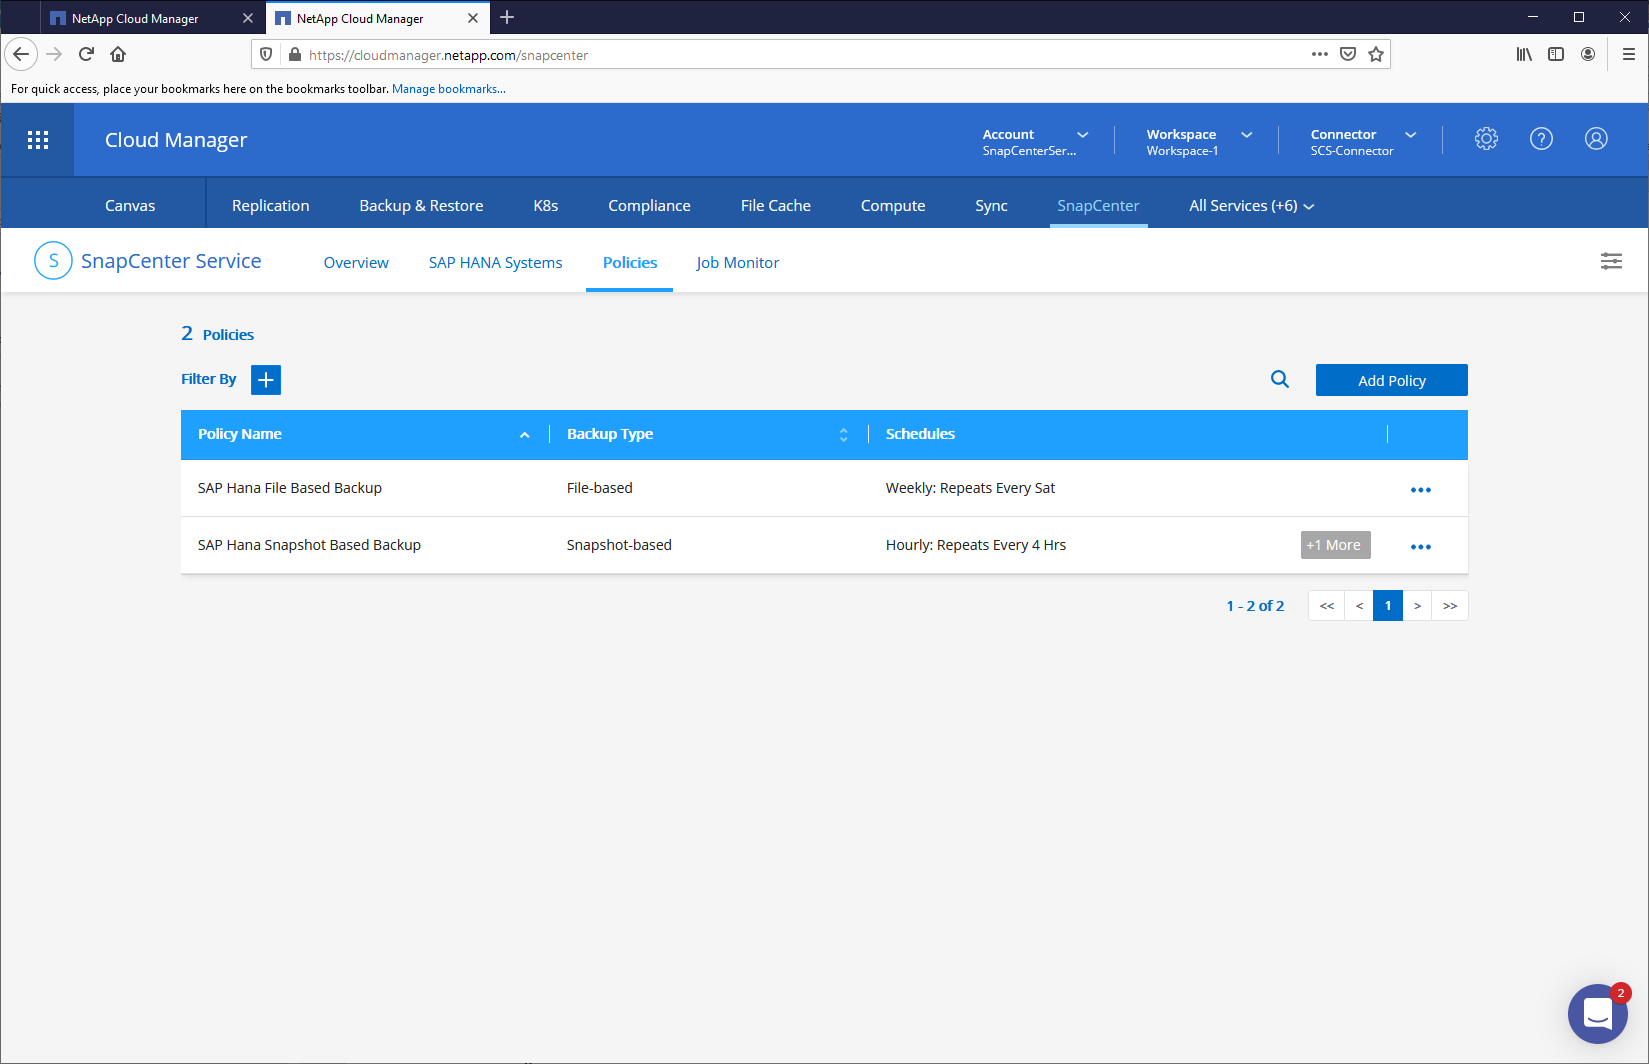 NetApp Cloud Manager
NetApp Cloud Manager
https://cloudmanager.netapp.com/snapcenter
For quick access, place your bookmarks here on the bookmarks toolbar. Manage bookmarks...
Cloud Manager
Account
SnapCenterSer...
Workspace
Workspace-1
Connector
SCS-Connector
?
Canvas
Replication
Backup & Restore
K8s
Compliance
File Cache
Compute
Sync
SnapCenter
All Services (+6)
S
SnapCenter Service
Overview
SAP HANA Systems
Policies
Job Monitor
2 Policies
Filter By
+
Add Policy
Policy Name
Backup Type
Schedules
SAP Hana File Based Backup
File-based
Weekly: Repeats Every Sat
SAP Hana Snapshot Based Backup
Snapshot-based
Hourly: Repeats Every 4 Hrs
+1 More
1 - 2 of 2
<<
<
1
>
>>
2